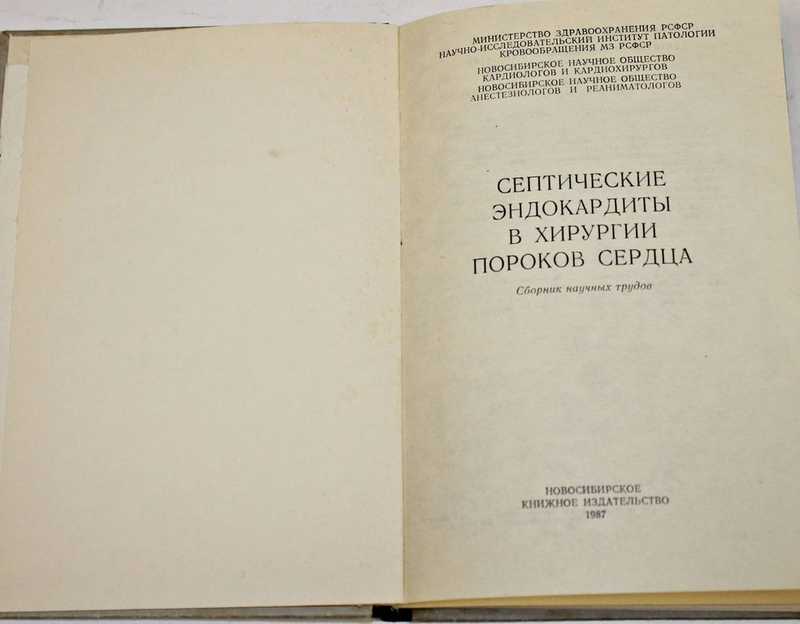 МИНИСТЕРСТВО ЗДРАВООХРАНЕНИЯ РСФСР
НАУЧНО-ИССЛЕДОВАТЕЛЬСКИЙ ИНСТИТУТ ПАТОЛОГИИ
КРОВООБРАЩЕНИЯ МЗ РСФСР
НОВОСИБИРСКОЕ НАУЧНОЕ ОБЩЕСТВО
КАРДИОЛОГОВ И КАРДИОХИРУРГОВ
НОВОСИБИРСКОЕ НАУЧНОЕ ОБЩЕСТВО
АНЕСТЕЗИОЛОГОВ И РЕАНИМАТОЛОГОВ
СЕПТИЧЕСКИЕ
ЭНДОКАРДИТЫ
В ХИРУРГИИ
ПОРОКОВ СЕРДЦА
Сборник научных трудов
НОВОСИБИРСКОЕ
КНИЖНОЕ ИЗДАТЕЛЬСТВО
1987